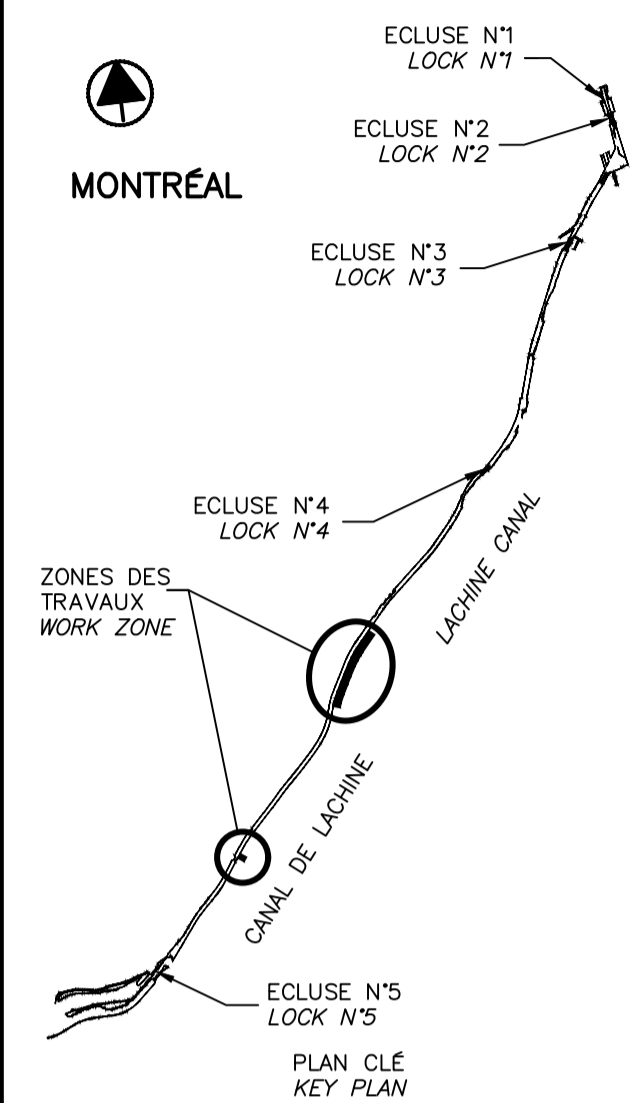 ECLUSE N°1
LOCK N°1
ECLUSE N°2
LOCK N°2
MONTRÉAL
ECLUSE N°3
LOCK N°3
ECLUSE N°4
LOCK N°4
LACHINE CANAL
ZONES DES
TRAVAUX
WORK ZONE
CANAL DE LACHINE
ECLUSE N°5
LOCK N°5
PLAN CLÉ
KEY PLAN